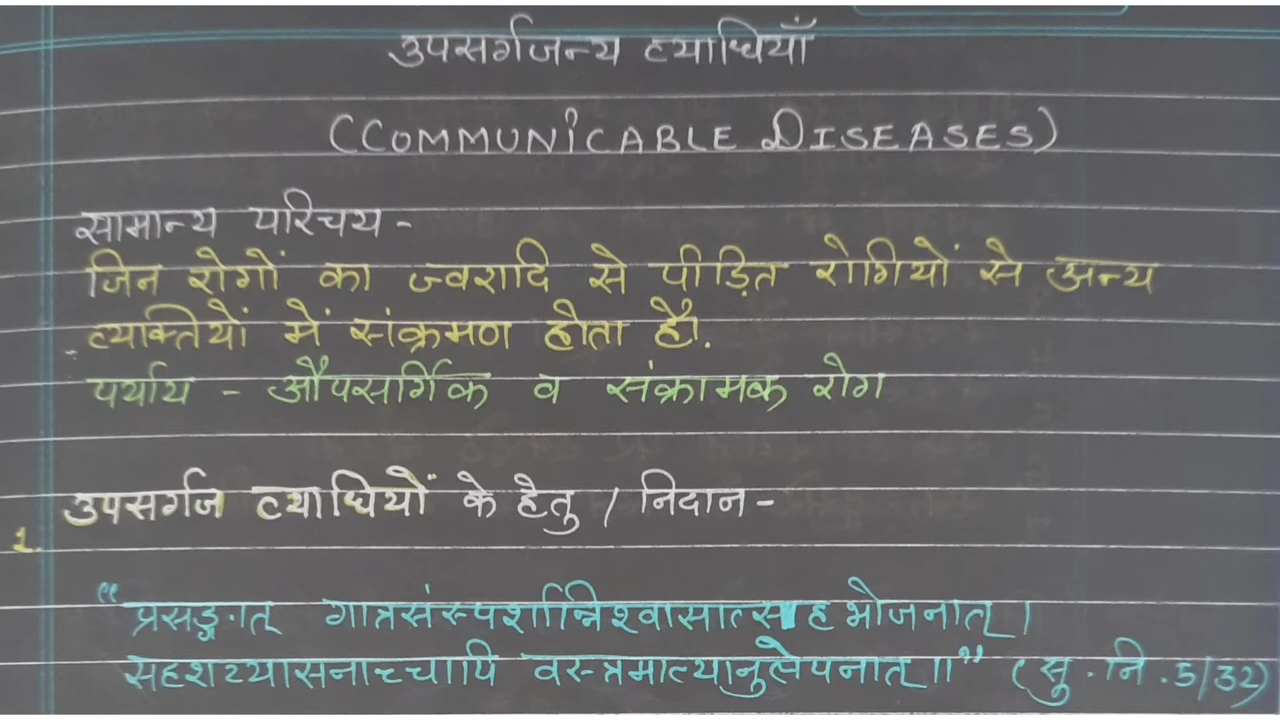 उपसर्गजन्य व्याधियाँ
(COMMUNICABLE DISEASES)
सामान्य परिचय -
जिन रोगों का ज्वरादि से पीड़ित रोगियों से अन्य
व्यक्तियों में संक्रमण होता है।.
पर्याय - औपसर्गिक व संक्रामक रोग
उपसर्गज व्याधियों के हेतु / निदान -
1.
“प्रसङ्गात् गात्रसंस्पर्शान्निश्वासात्सह भोजनात्।
सहशय्यासनाच्चापि वस्त्रमाल्यानुलेपनात्॥” (सु. नि. 5/32)